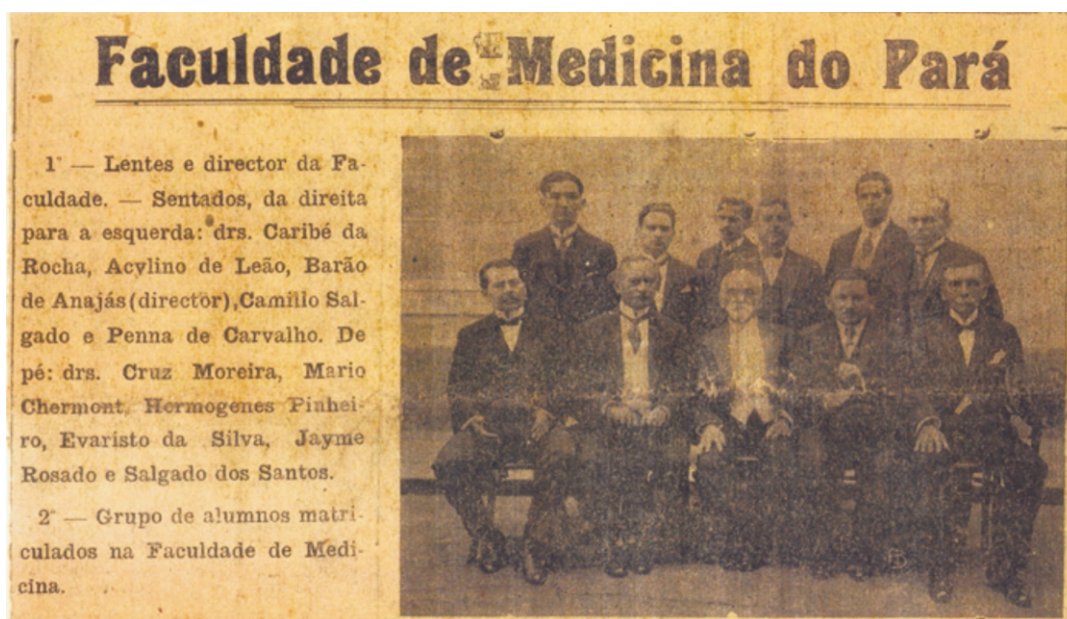 Faculdade de Medicina do Pará
1º — Lentes e director da Fa-
culdade. — Sentados, da direita
para a esquerda: drs. Caribé da
Rocha, Acylino de Leão, Barão
de Anajás (director), Camillo Sal-
gado e Penna de Carvalho. De
pé: drs. Cruz Moreira, Mario
Chermont, Hermogenes Pinhei-
ro, Evaristo da Silva, Jayme
Rosado e Salgado dos Santos.
2º — Grupo de alumnos matri-
culados na Faculdade de Medi-
cina.